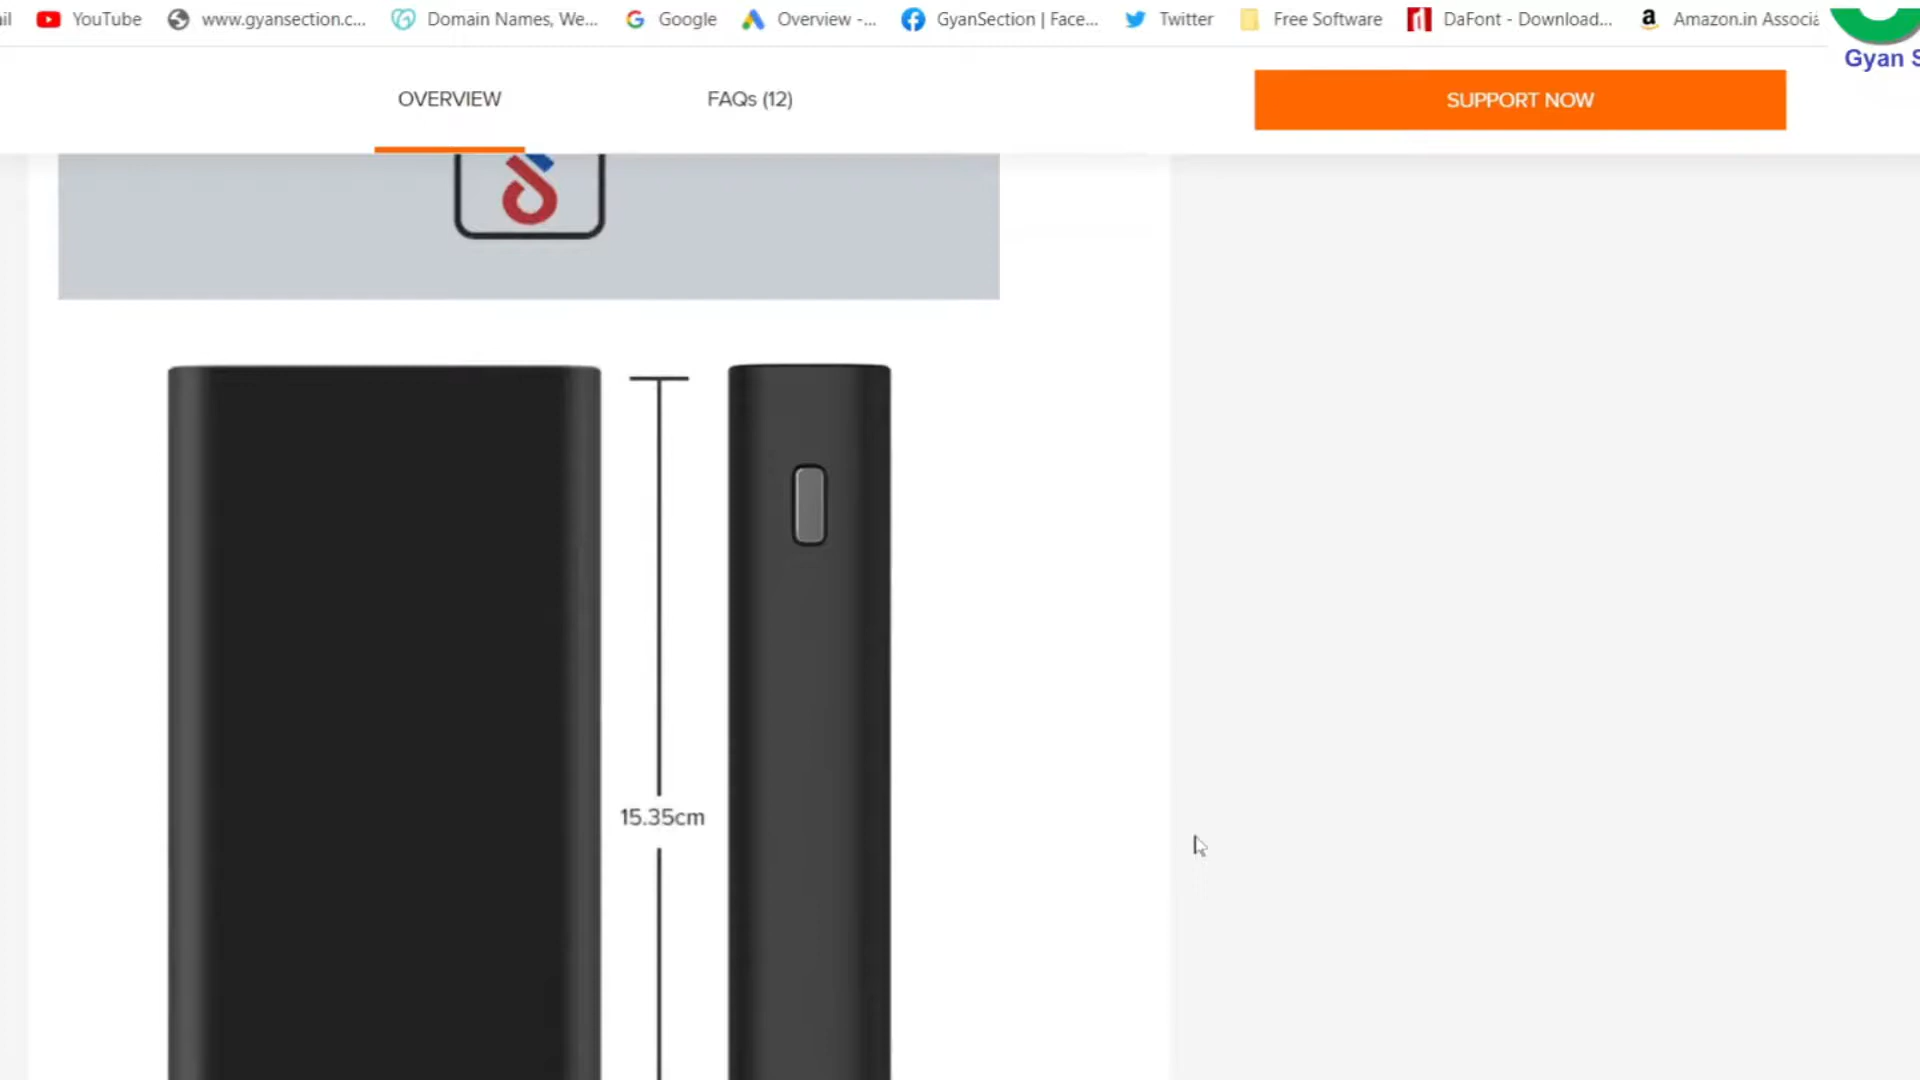 il YouTube www.gyansection.c... Domain Names, We... Google Overview -... GyanSection | Face... Twitter Free Software DaFont - Download... Amazon.in Associa
Gyan S
OVERVIEW FAQs (12) SUPPORT NOW
15.35cm